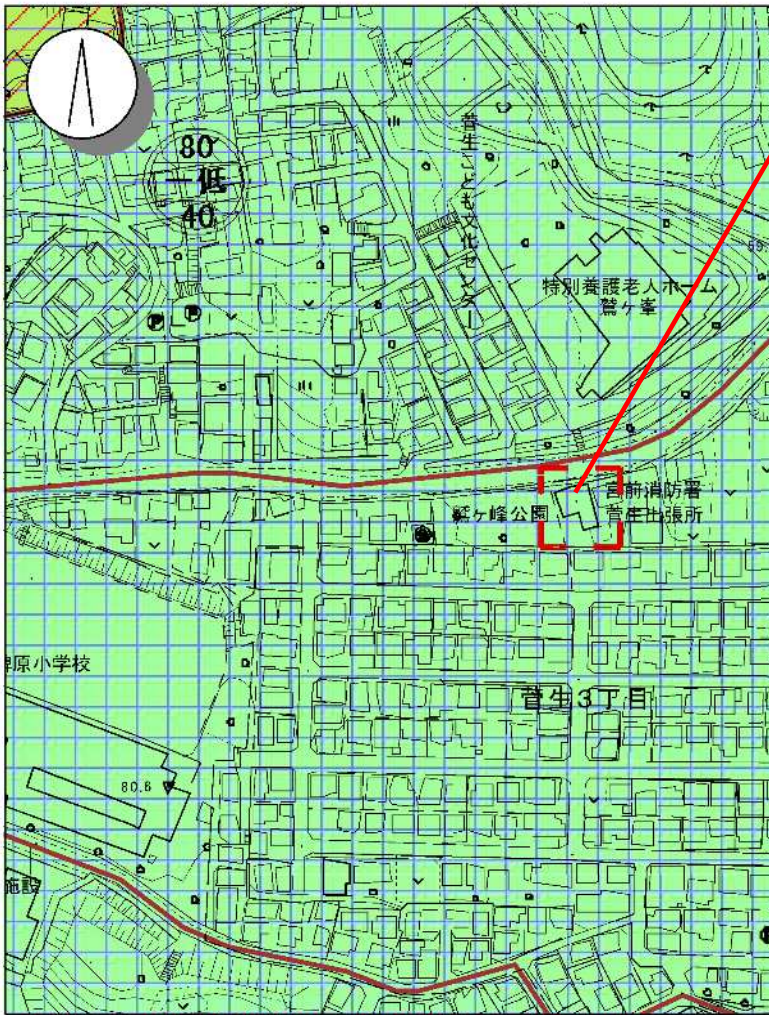 80
一低
40
菅生こども文化センター
特別養護老人ホーム
鷲ヶ峯
59.
宮前消防署
菅生出張所
鷲ヶ峰公園
原小学校
菅生3丁目
80.8
施設